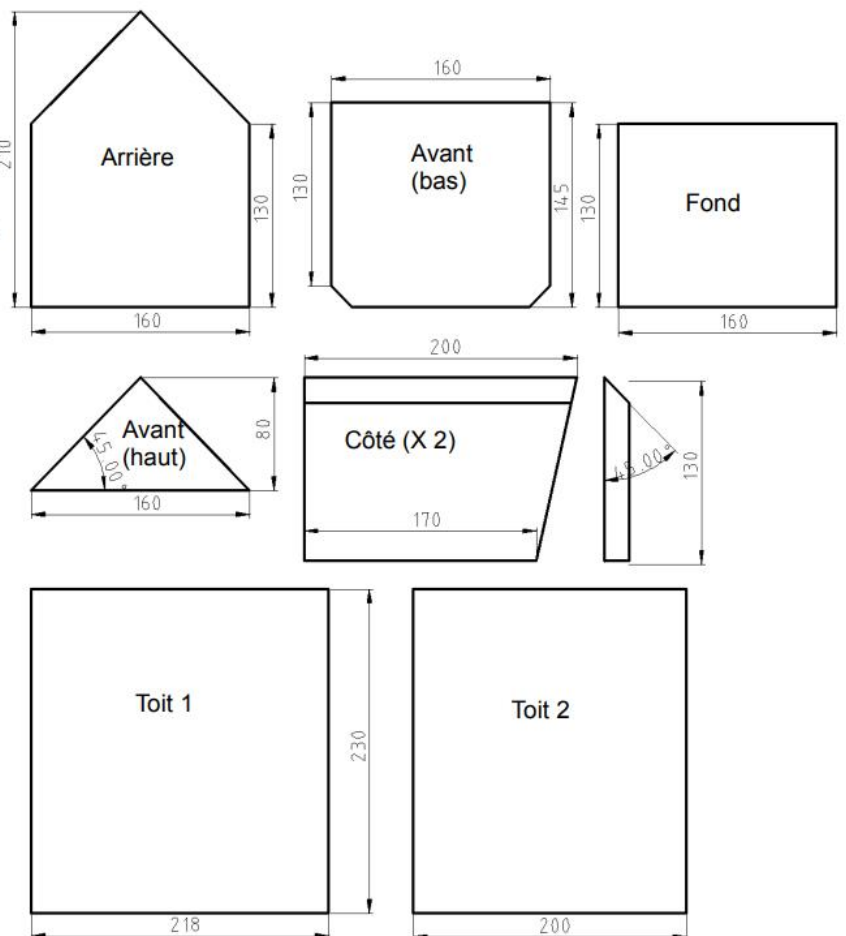 210
Arrière
130
160
160
130
Avant
(bas)
145
130
Fond
160
Avant
(haut)
45.00°
80
160
200
Côté (X 2)
170
45.00°
130
Toit 1
230
218
Toit 2
200